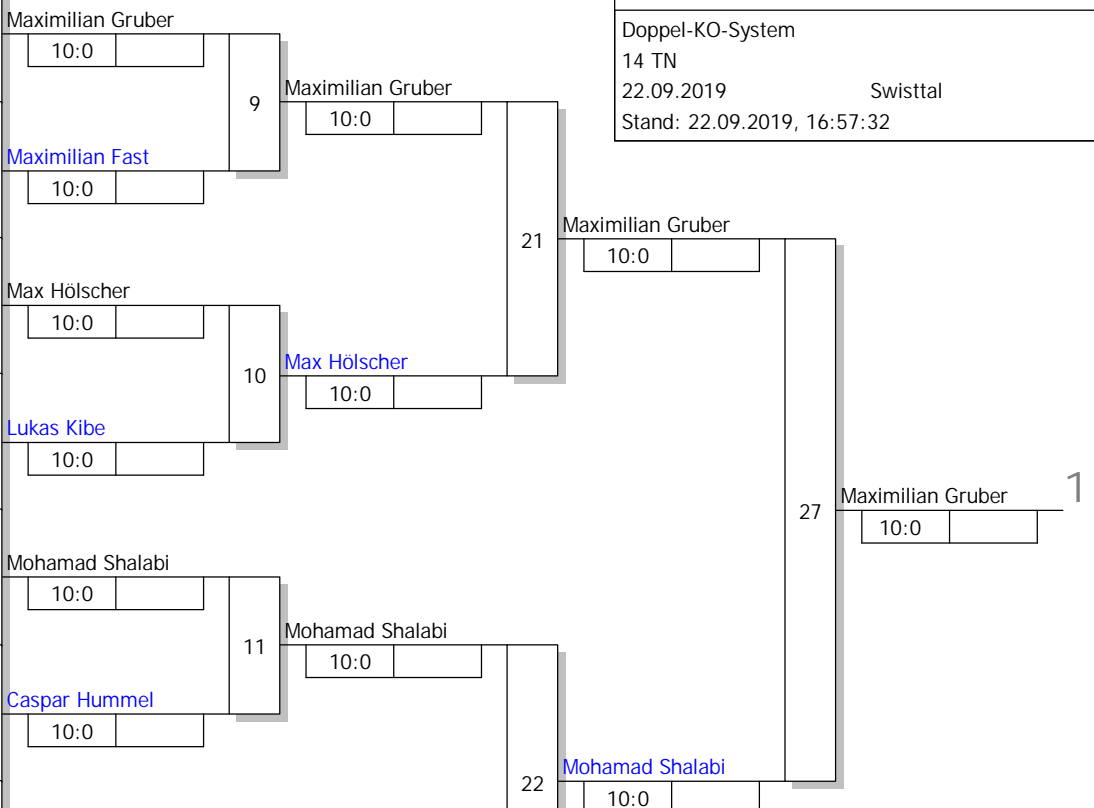 Maximilian Gruber
10:0
Doppel-KO-System
14 TN
22.09.2019 Swisttal
Stand: 22.09.2019, 16:57:32
9
Maximilian Gruber
10:0
Maximilian Fast
10:0
21
Maximilian Gruber
10:0
Max Hölscher
10:0
10
Max Hölscher
10:0
Lukas Kibe
10:0
27
Maximilian Gruber
10:0
1
Mohamad Shalabi
10:0
11
Mohamad Shalabi
10:0
Caspar Hummel
10:0
22
Mohamad Shalabi
10:0